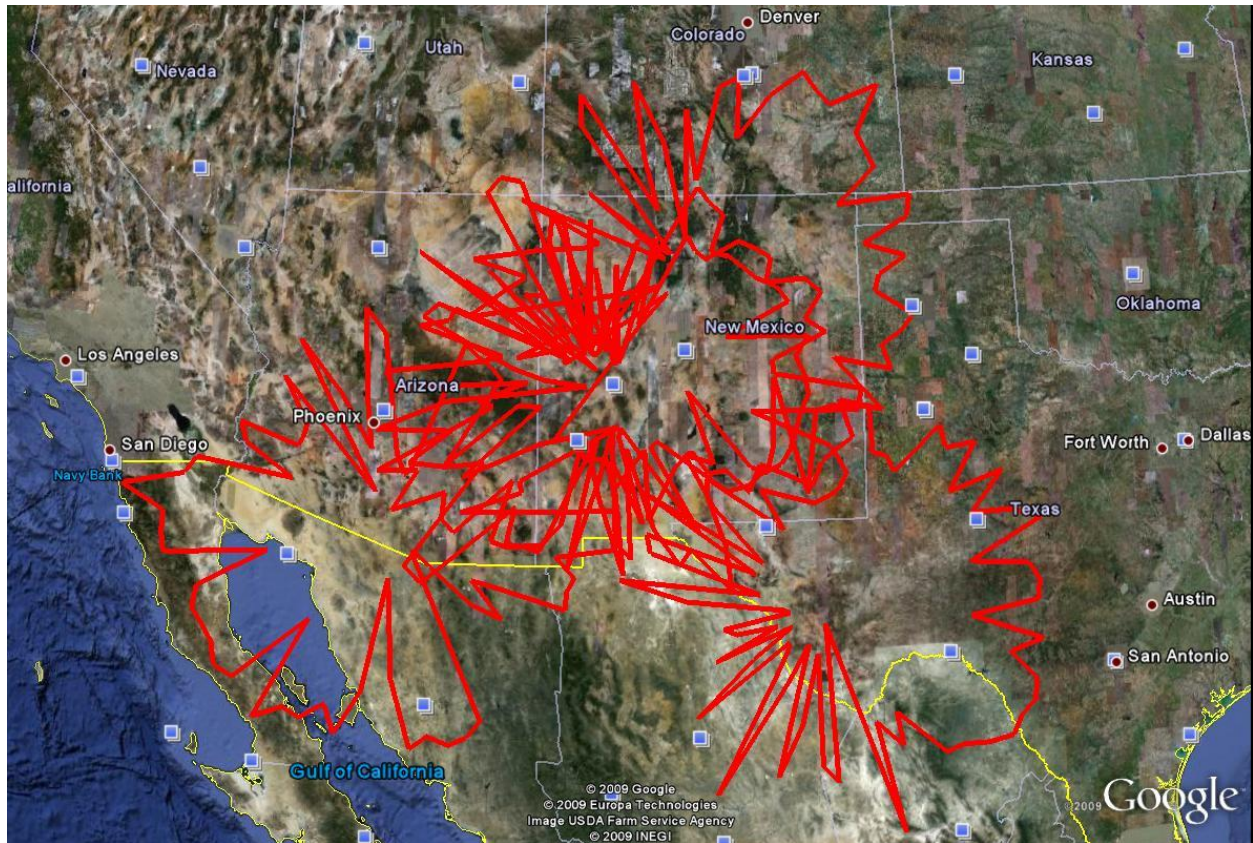 Denver
Colorado
Utah
Kansas
Nevada
alifornia
Oklahoma
New Mexico
Los Angeles
Arizona
Phoenix
San Diego
Fort Worth
Dallas
Navy Bank
Texas
Austin
San Antonio
Gulf of California
© 2009 Google
© 2009 Europa Technologies
Image USDA Farm Service Agency
© 2009 INEGI
©2009 Google